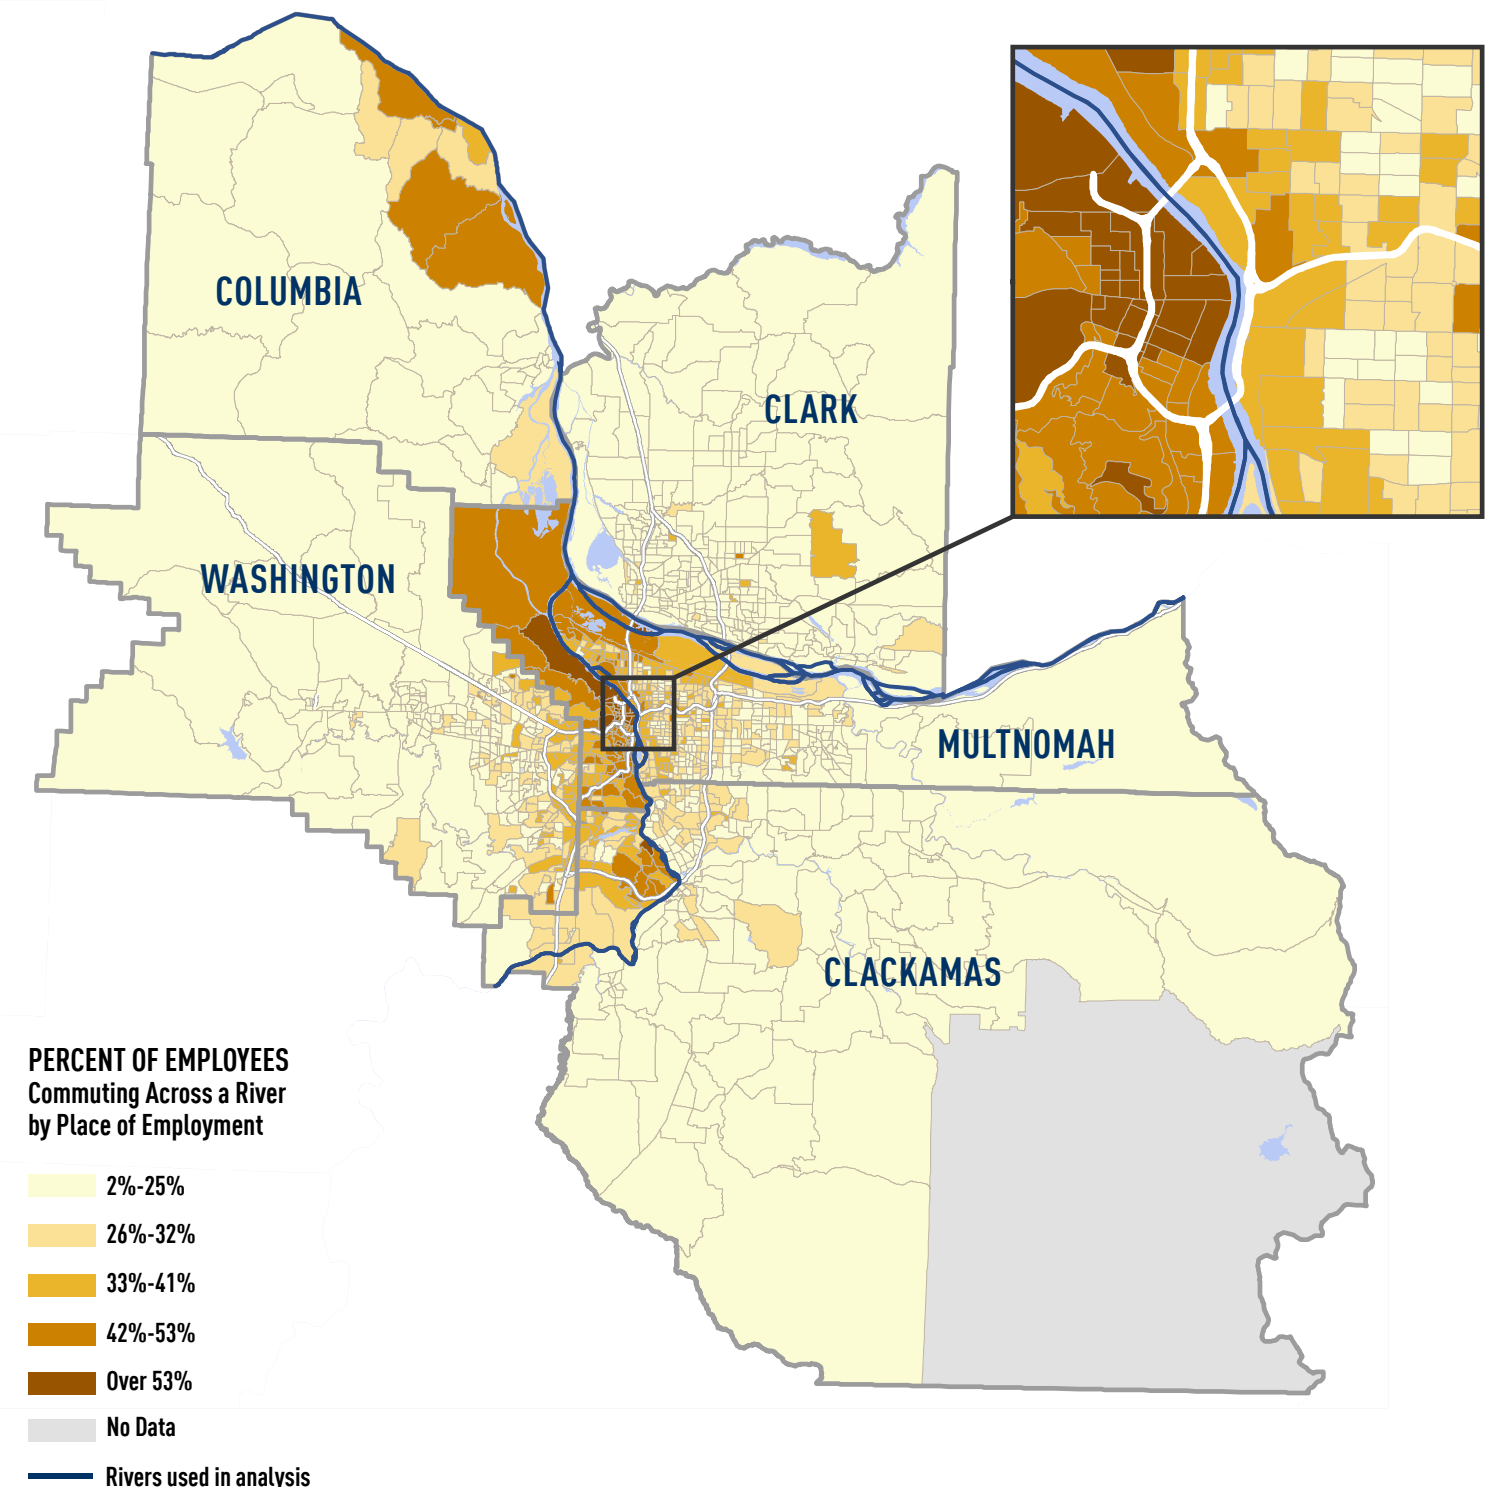 COLUMBIA
CLARK
WASHINGTON
MULTNOMAH
CLACKAMAS
PERCENT OF EMPLOYEES
Commuting Across a River
by Place of Employment
2%-25%
26%-32%
33%-41%
42%-53%
Over 53%
No Data
Rivers used in analysis